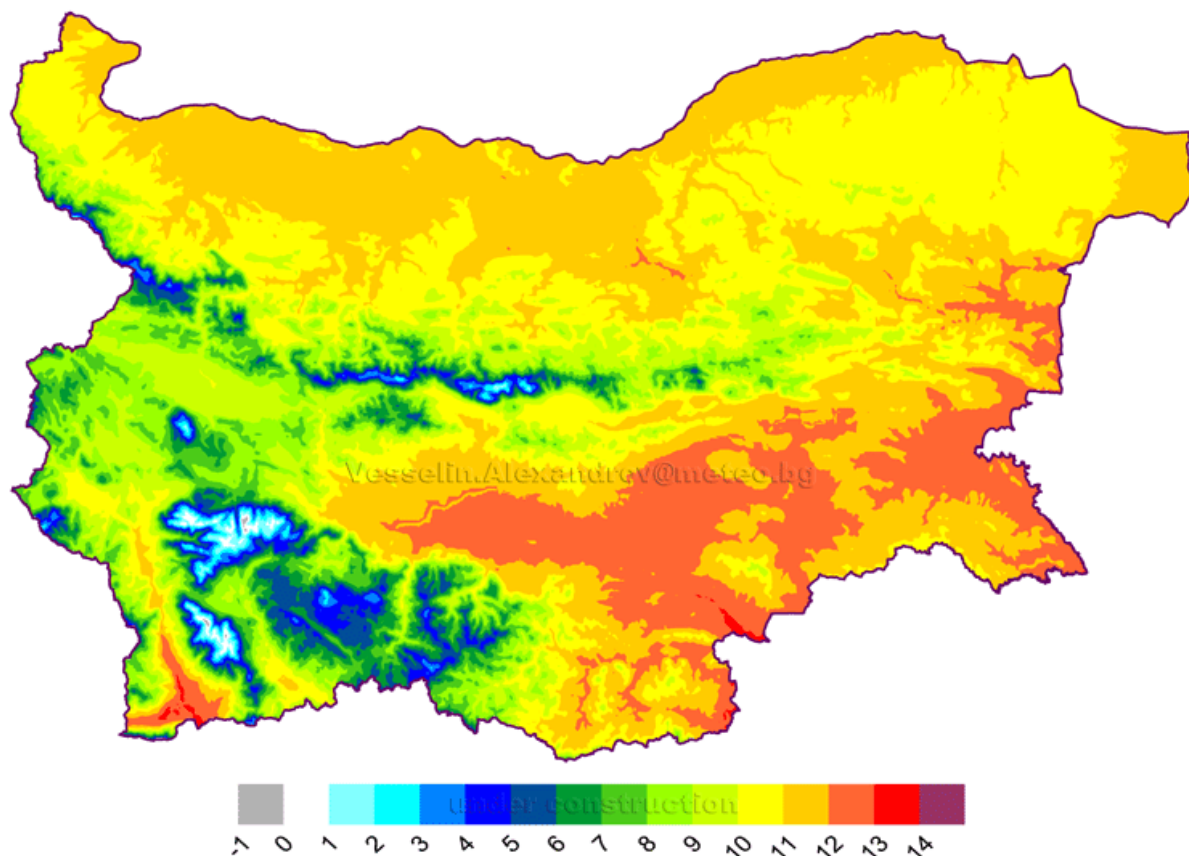 Vesselin.Alexandrov@meteo.bg
under construction
-1 0 1 2 3 4 5 6 7 8 9 10 11 12 13 14